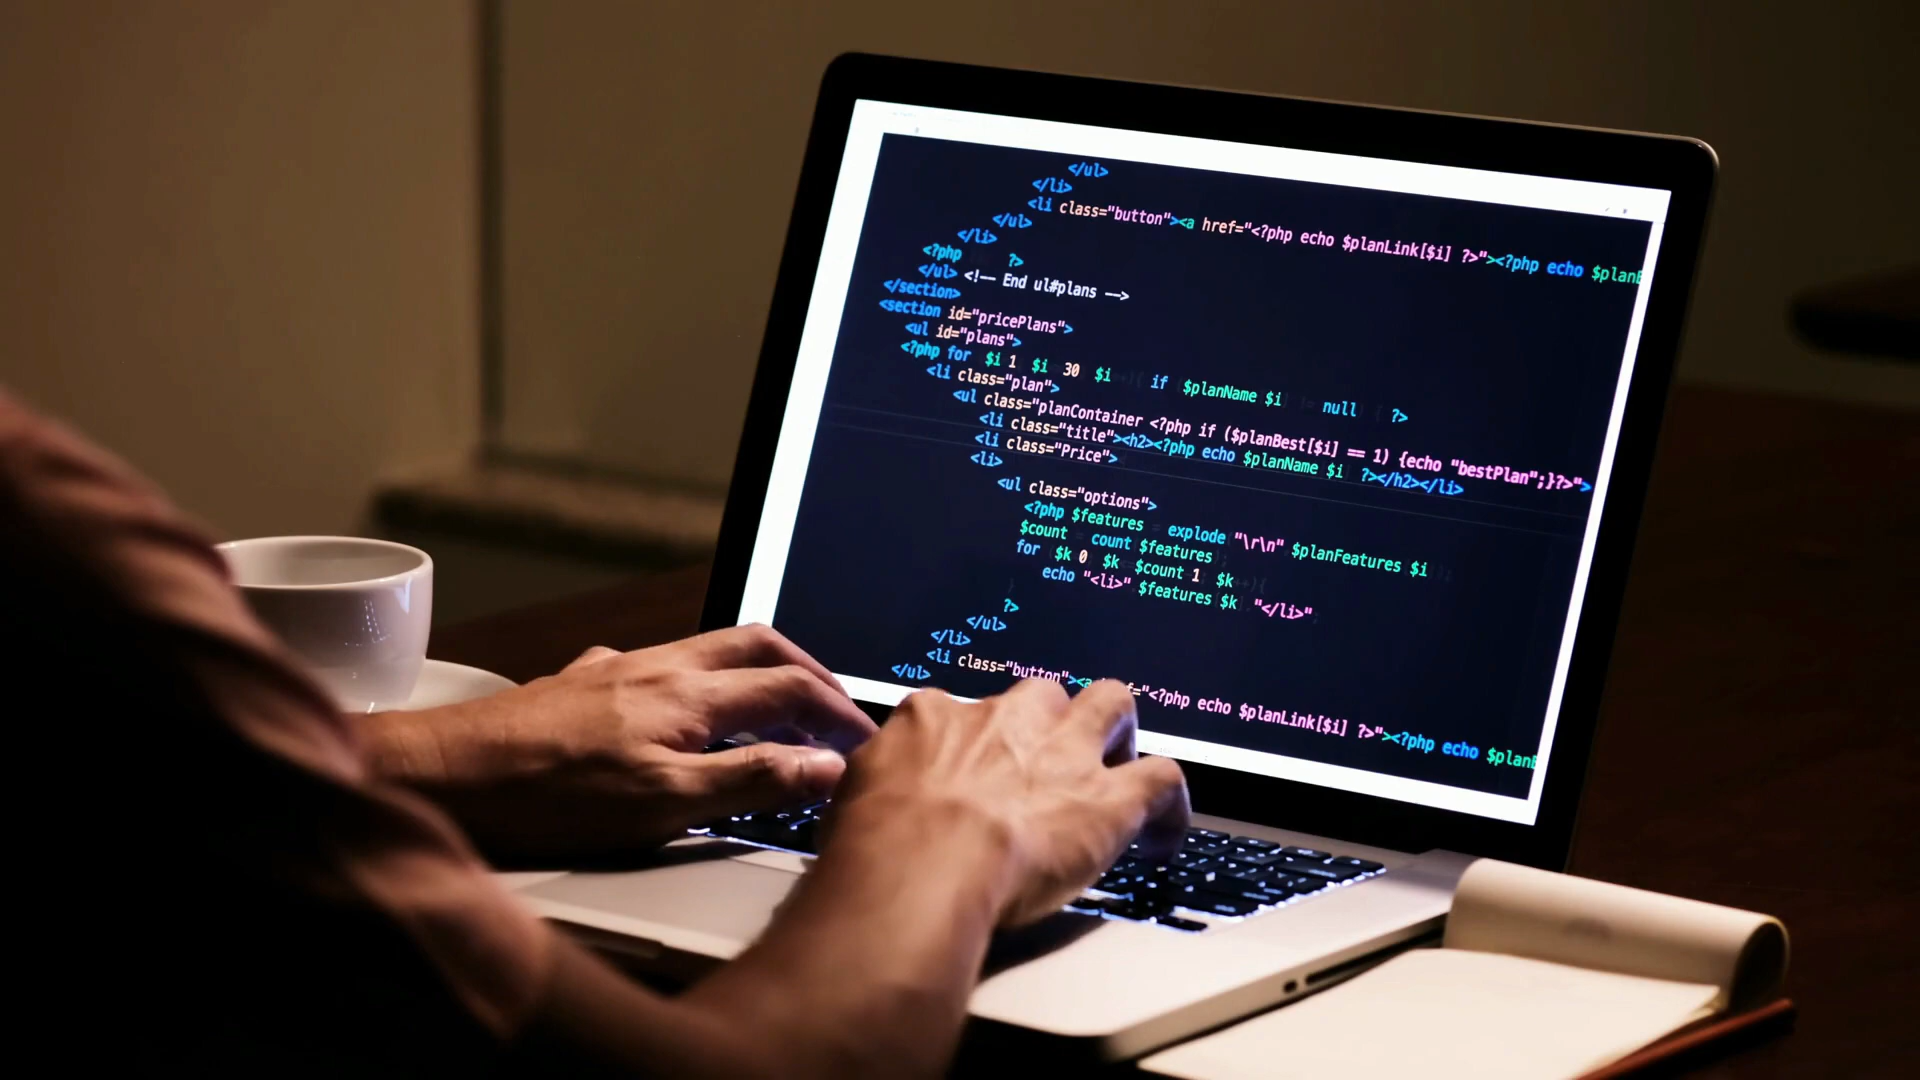 </ul>
</li>
<li class="button"><a href="<?php echo $planLink[$i] ?>"><?php echo $planB
</ul>
</li>
<?php ?>
</ul> <!-- End ul#plans -->
</section>
<section id="pricePlans">
<ul id="plans">
<?php for $i 1 $i 30 $i if $planName $i null ?>
<li class="plan">
<ul class="planContainer <?php if ($planBest[$i] == 1) {echo "bestPlan";}?>">
<li class="title"><h2><?php echo $planName $i ?></h2></li>
<li class="Price">
<li>
<ul class="options">
<?php $features = explode "\r\n" $planFeatures $i
$count = count $features
for $k 0 $k $count 1 $k
echo "<li>" $features $k "</li>"
?>
</ul>
</li>
<li class="button"><a href="<?php echo $planLink[$i] ?>"><?php echo $planB
</ul>